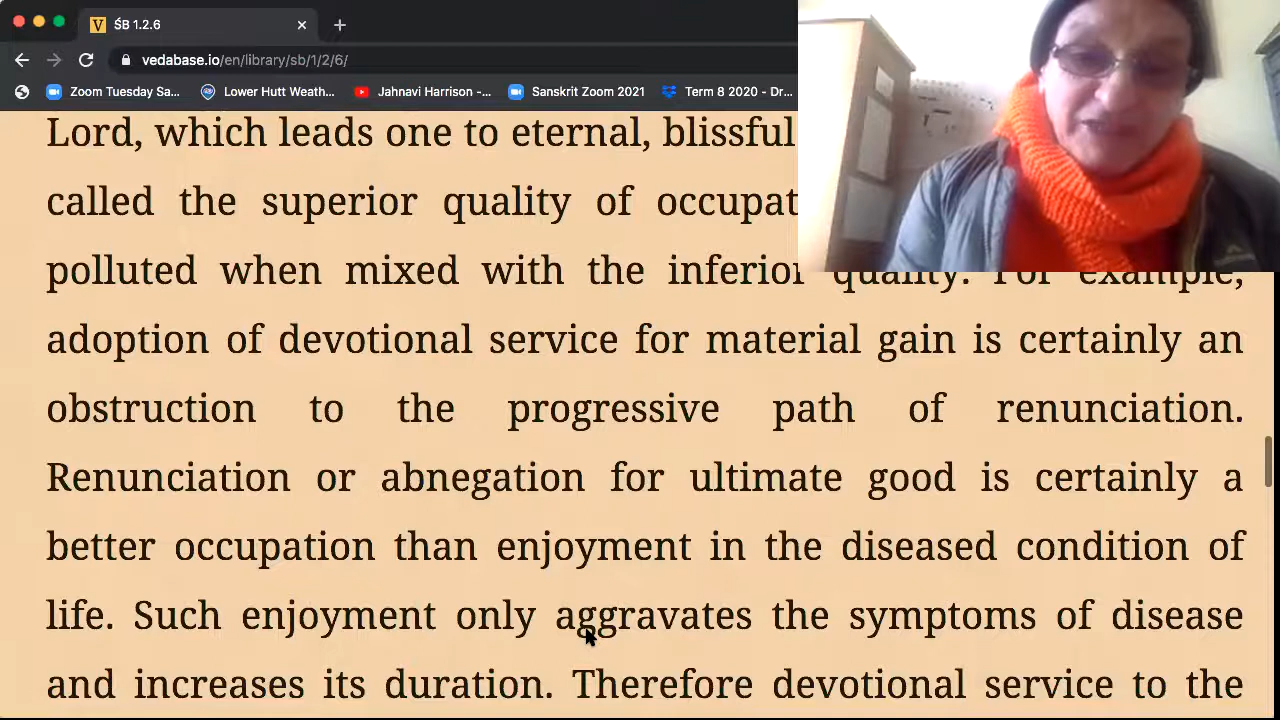 ŚB 1.2.6
vedabase.io/en/library/sb/1/2/6/
Zoom Tuesday Sa... Lower Hutt Weath... Jahnavi Harrison -... Sanskrit Zoom 2021 Term 8 2020 - Dr...
Lord, which leads one to eternal, blissful
called the superior quality of occupat
polluted when mixed with the inferior quality. For example,
adoption of devotional service for material gain is certainly an
obstruction to the progressive path of renunciation.
Renunciation or abnegation for ultimate good is certainly a
better occupation than enjoyment in the diseased condition of
life. Such enjoyment only aggravates the symptoms of disease
and increases its duration. Therefore devotional service to the